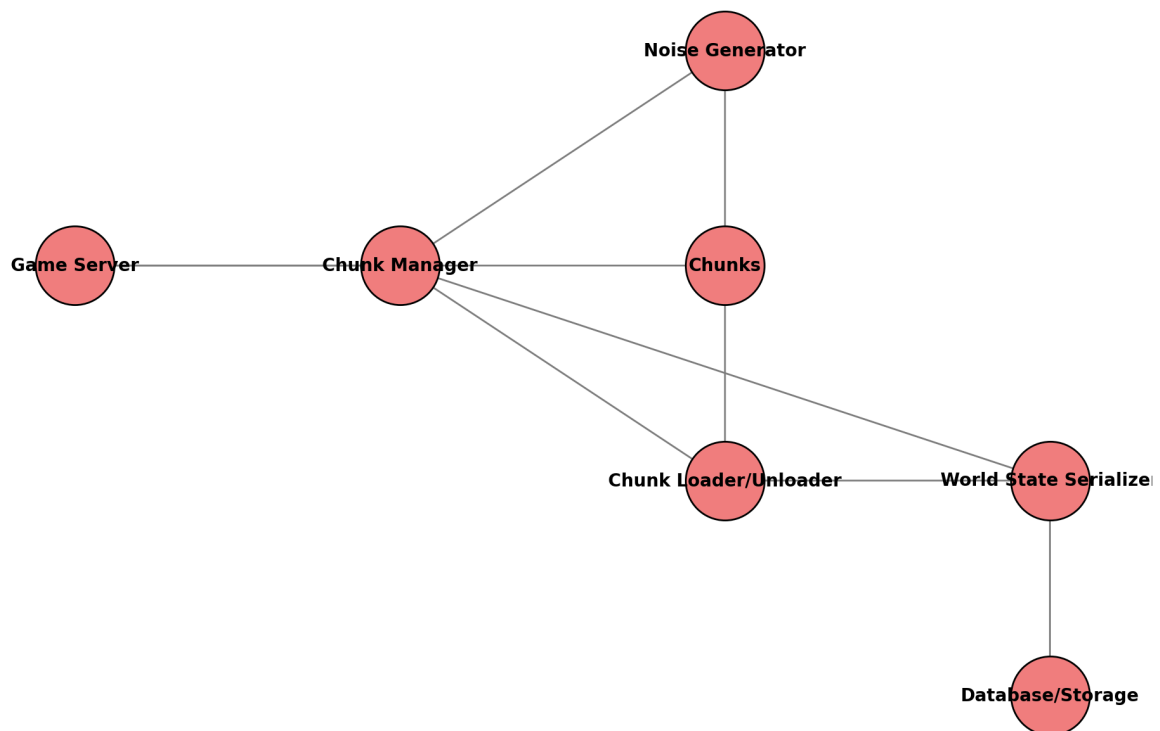 Noise Generator
Game Server
Chunk Manager
Chunks
Chunk Loader/Unloader
World State Serializer
Database/Storage